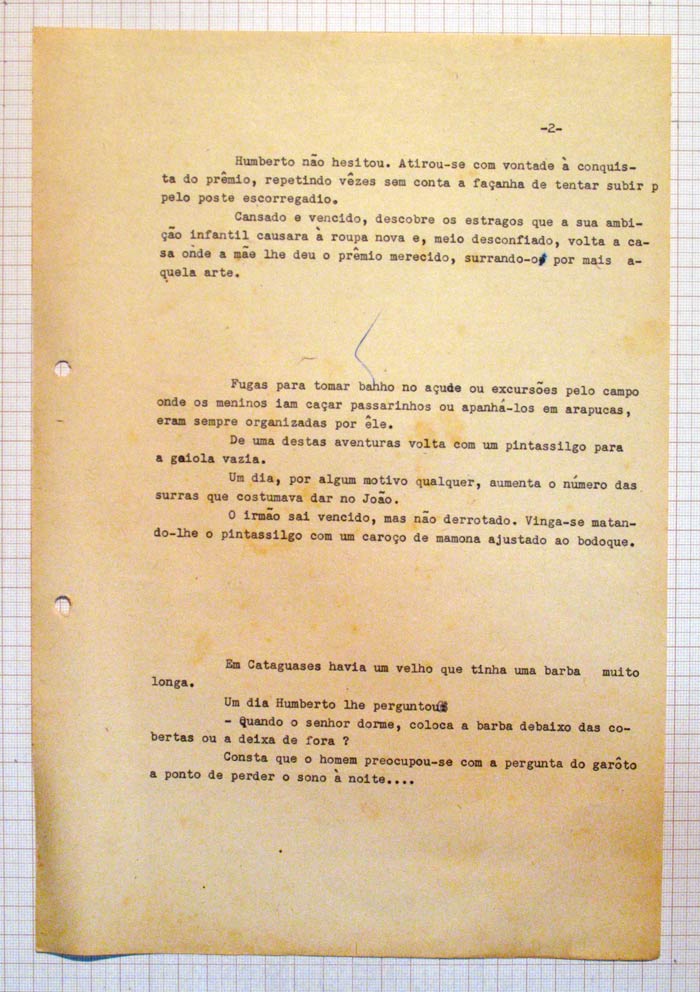 -2-
Humberto não hesitou. Atirou-se com vontade à conquis-
ta do prêmio, repetindo vêzes sem conta a façanha de tentar subir p
pelo poste escorregadio.
Cansado e vencido, descobre os estragos que a sua ambi-
ção infantil causara à roupa nova e, meio desconfiado, volta a ca-
sa onde a mãe lhe deu o prêmio merecido, surrando-o por mais a-
quela arte.
Fugas para tomar banho no açude ou excursões pelo campo
onde os meninos iam caçar passarinhos ou apanhá-los em arapucas,
eram sempre organizadas por êle.
De uma destas aventuras volta com um pintassilgo para
a gaiola vazia.
Um dia, por algum motivo qualquer, aumenta o número das
surras que costumava dar no João.
O irmão sai vencido, mas não derrotado. Vinga-se matan-
do-lhe o pintassilgo com um caroço de mamona ajustado ao bodoque.
Em Cataguases havia um velho que tinha uma barba muito
longa.
Um dia Humberto lhe perguntou:
- Quando o senhor dorme, coloca a barba debaixo das co-
bertas ou a deixa de fora ?
Consta que o homem preocupou-se com a pergunta do garôto
a ponto de perder o sono à noite....